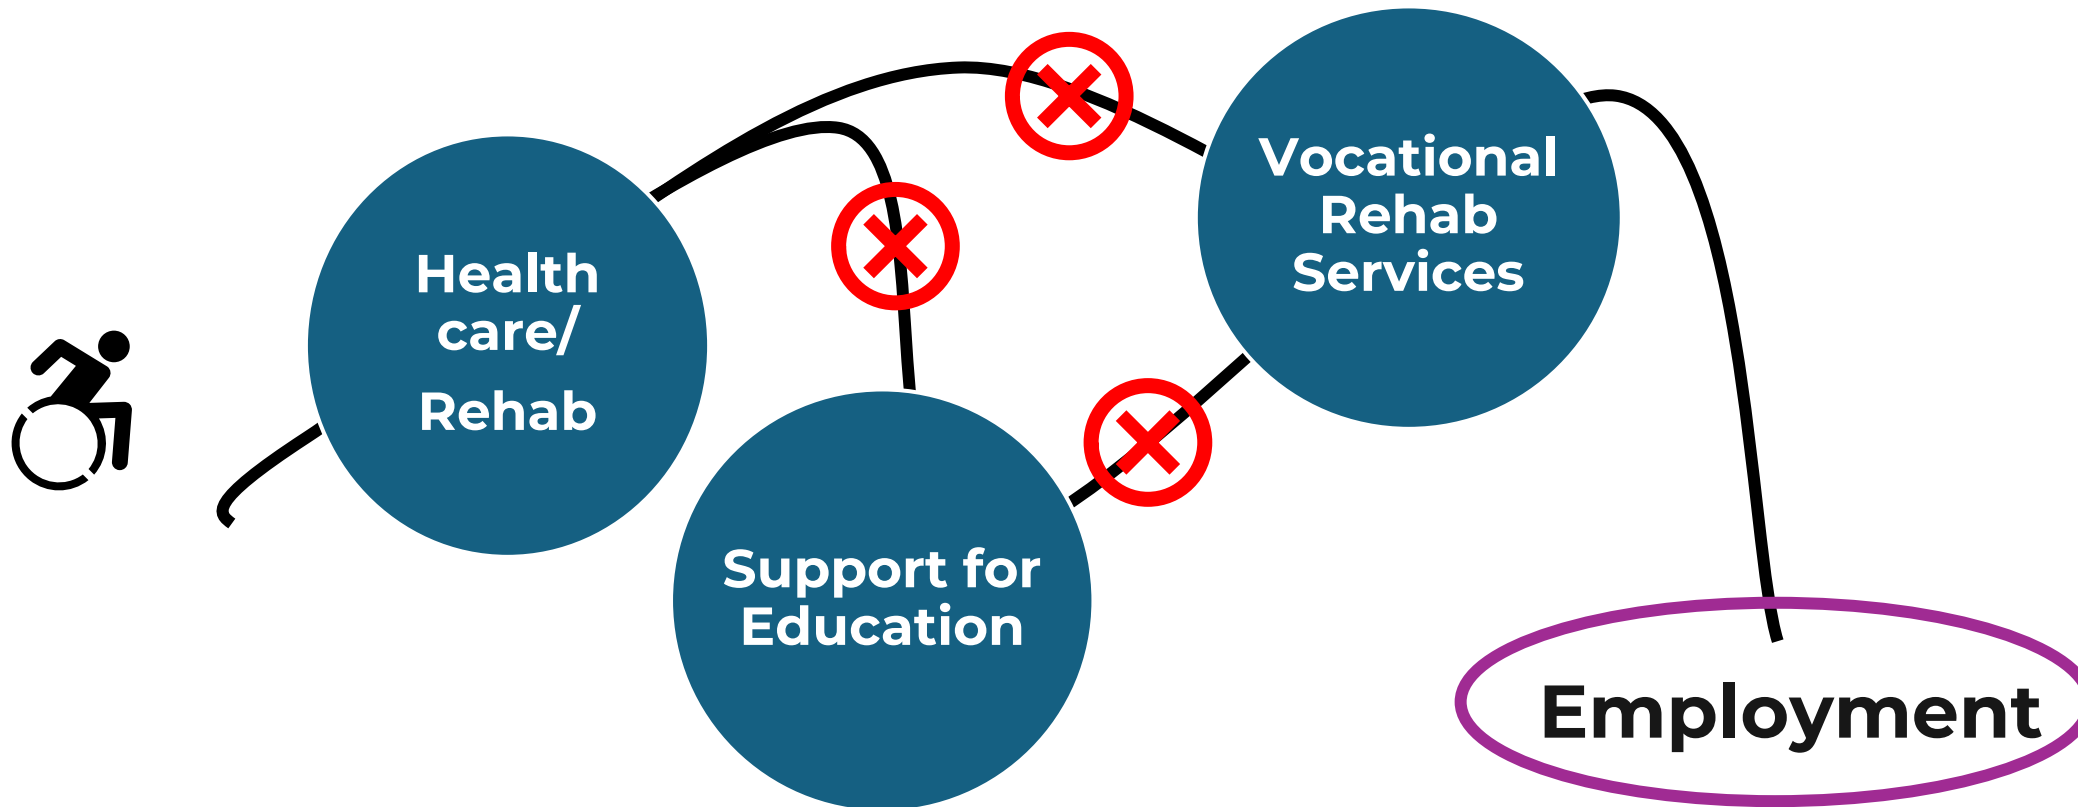 Health
care/
Rehab
Support for
Education
Vocational
Rehab
Services
Employment